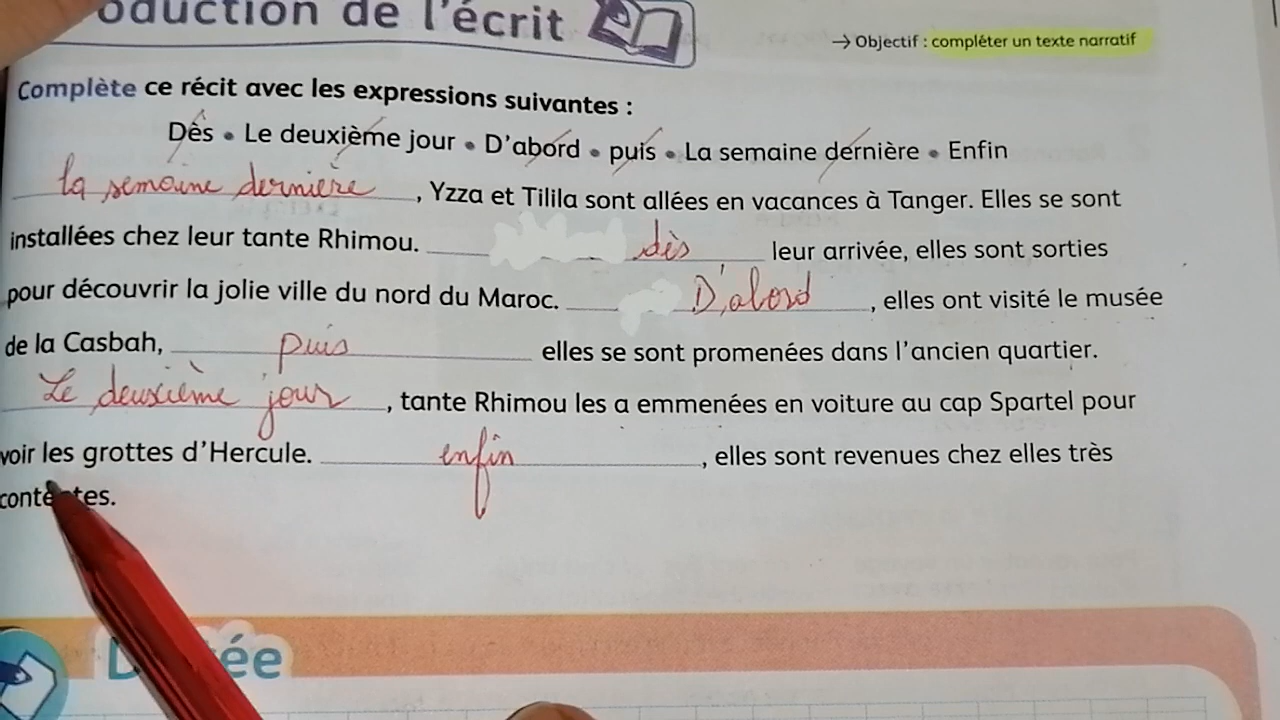 oduction de l'écrit
→ Objectif : compléter un texte narratif
Complète ce récit avec les expressions suivantes :
Dès • Le deuxième jour • D'abord • puis • La semaine dernière • Enfin
la semaine dernière, Yzza et Tilila sont allées en vacances à Tanger. Elles se sont
installées chez leur tante Rhimou. dès leur arrivée, elles sont sorties
pour découvrir la jolie ville du nord du Maroc. D'abord, elles ont visité le musée
de la Casbah, puis elles se sont promenées dans l'ancien quartier.
Le deuxième jour, tante Rhimou les a emmenées en voiture au cap Spartel pour
voir les grottes d'Hercule. enfin, elles sont revenues chez elles très
contentes.